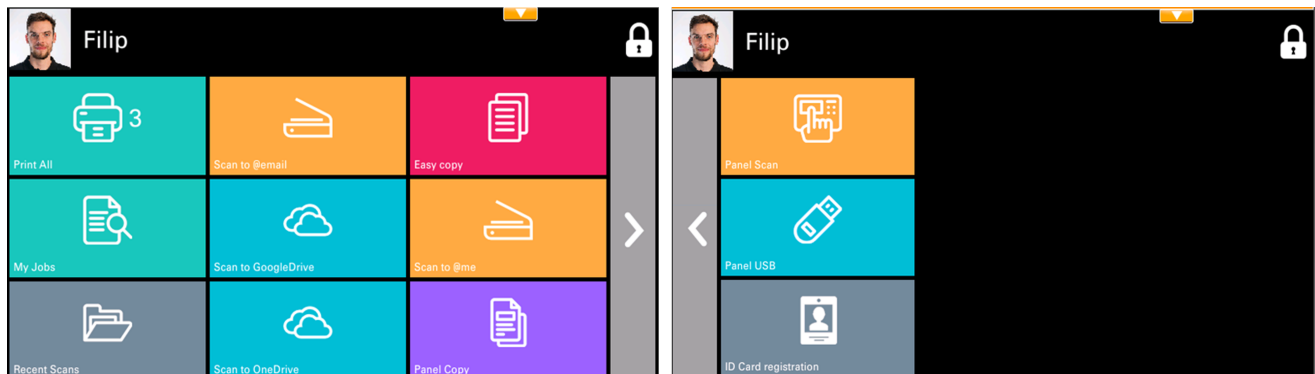 Filip
3
Print All
Scan to @email
Easy copy
My Jobs
Scan to GoogleDrive
Scan to @me
Recent Scans
Scan to OneDrive
Panel Copy
Filip
Panel Scan
Panel USB
ID Card registration